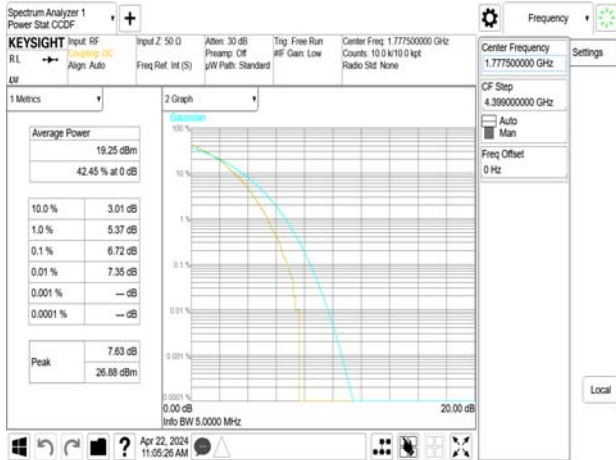 Spectrum Analyzer 1
Power Stat CCDF
Frequency
KEYSIGHT
RL
Input: RF
Coupling: DC
Align: Auto
Input Z: 50 Ω
Freq Ref: Int (S)
Atten: 30 dB
Preamp: Off
µW Path: Standard
Trig: Free Run
#IF Gain: Low
Center Freq: 1.777500000 GHz
Counts: 10.0 k/10.0 kpt
Radio Std: None
Center Frequency
1.777500000 GHz
Settings
CF Step
4.399000000 GHz
Auto
Man
Freq Offset
0 Hz
1 Metrics
2 Graph
Average Power
19.25 dBm
42.45 % at 0 dB
10.0 % 3.01 dB
1.0 % 5.37 dB
0.1 % 6.72 dB
0.01 % 7.35 dB
0.001 % --- dB
0.0001 % --- dB
Peak
7.63 dB
26.88 dBm
Gaussian
100 %
10 %
1 %
0.1 %
0.01 %
0.001 %
0.0001 %
0.00 dB 20.00 dB
Info BW 5.0000 MHz
Local
?
Apr 22, 2024
11:05:26 AM